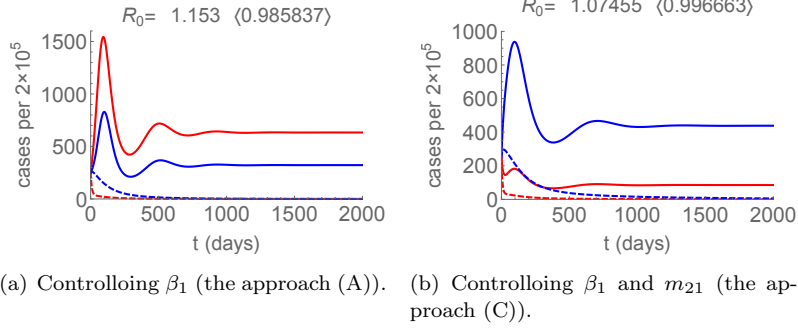 R₀= 1.153 ⟨0.985837⟩
cases per 2×10⁵
1500
1000
500
0
0 500 1000 1500 2000
t (days)
(a) Controlloing β₁ (the approach (A)).
R₀= 1.07455 ⟨0.996663⟩
cases per 2×10⁵
1000
800
600
400
200
0
0 500 1000 1500 2000
t (days)
(b) Controlloing β₁ and m₂₁ (the ap-
proach (C)).